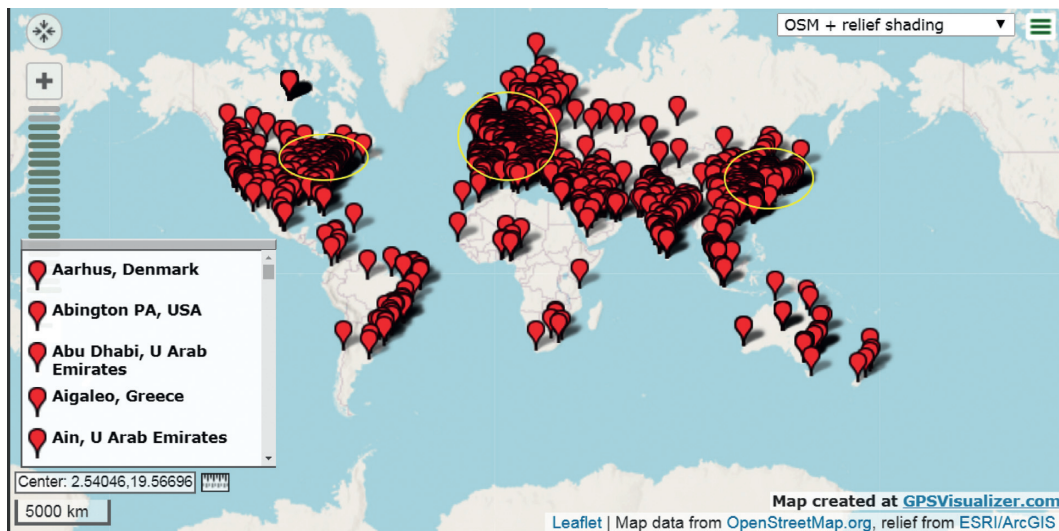 OSM + relief shading
Aarhus, Denmark
Abington PA, USA
Abu Dhabi, U Arab
Emirates
Aigaleo, Greece
Ain, U Arab Emirates
Center: 2.54046,19.56696
5000 km
Map created at GPSVisualizer.com
Leaflet | Map data from OpenStreetMap.org, relief from ESRI/ArcGIS